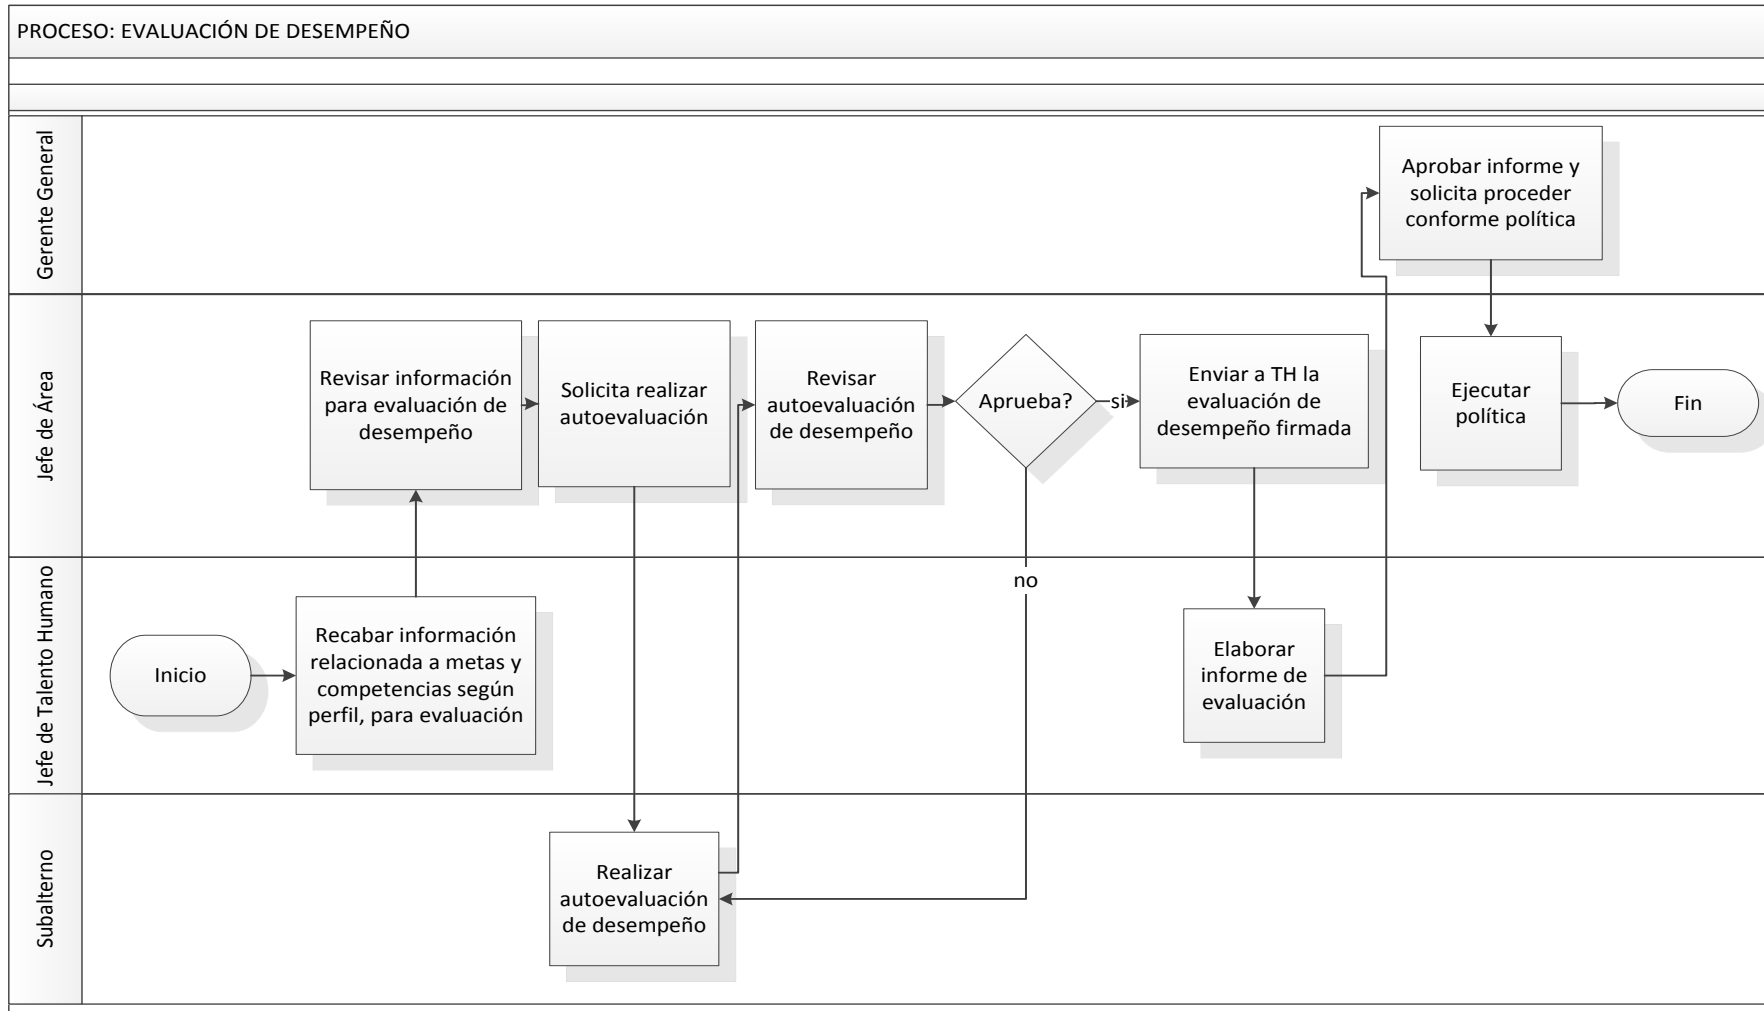 PROCESO: EVALUACIÓN DE DESEMPEÑO
Gerente General
Aprobar informe y
solicita proceder
conforme política
Jefe de Área
Revisar información
para evaluación de
desempeño
Solicita realizar
autoevaluación
Revisar
autoevaluación
de desempeño
Aprueba?
si
Enviar a TH la
evaluación de
desempeño firmada
Ejecutar
política
Fin
Jefe de Talento Humano
Inicio
Recabar información
relacionada a metas y
competencias según
perfil, para evaluación
no
Elaborar
informe de
evaluación
Subalterno
Realizar
autoevaluación
de desempeño